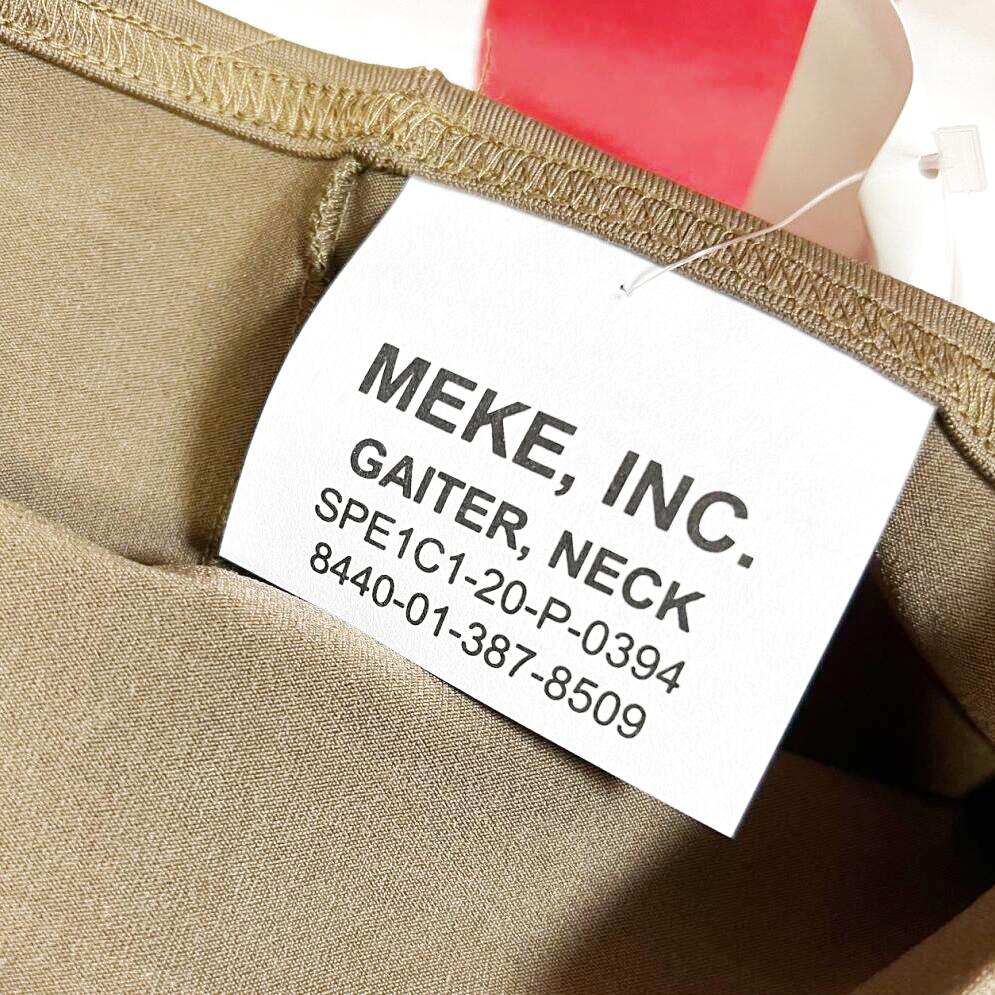 MEKE, INC.
GAITER, NECK
SPE1C1-20-P-0394
8440-01-387-8509